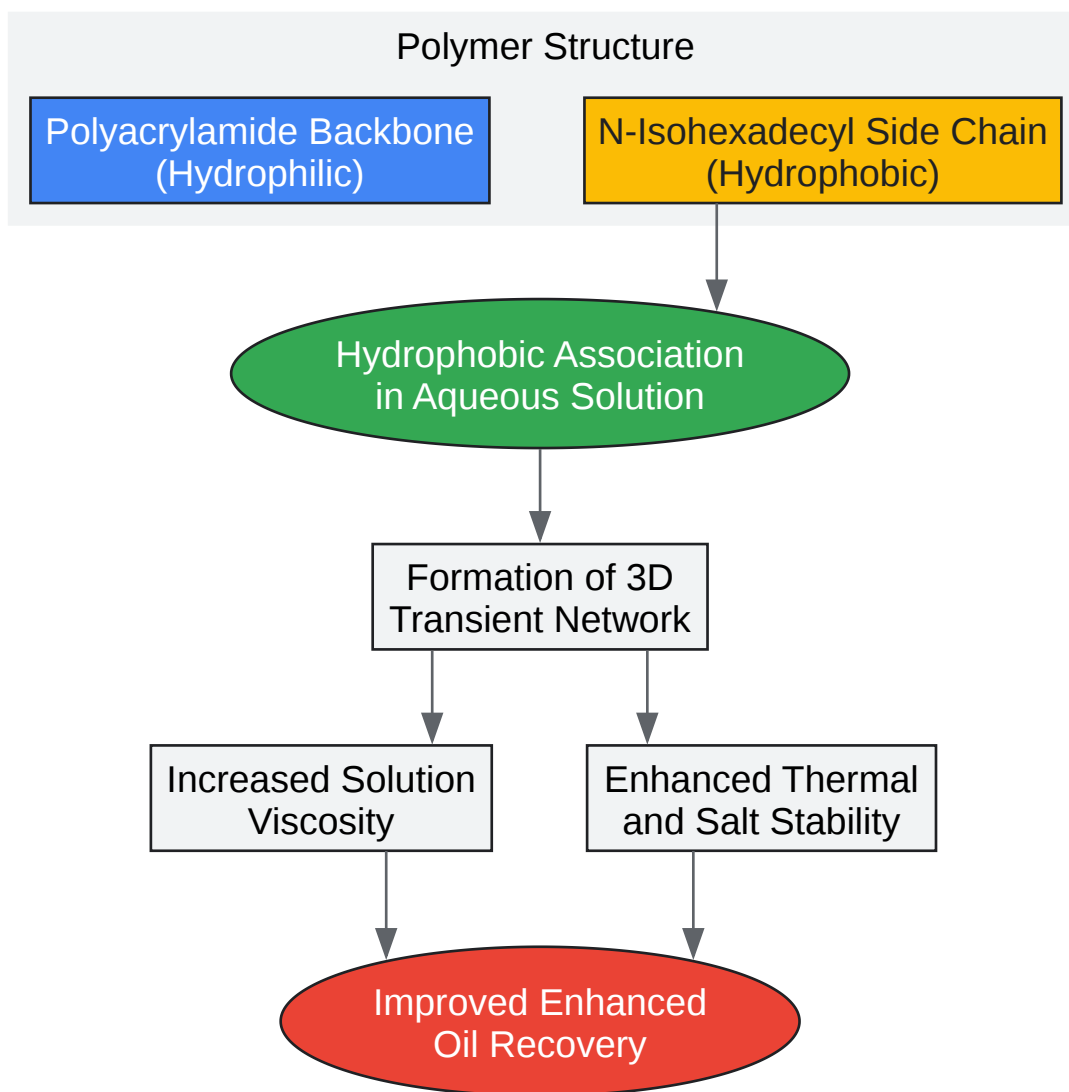 Polymer Structure
Polyacrylamide Backbone
(Hydrophilic)
N-Isohexadecyl Side Chain
(Hydrophobic)
Hydrophobic Association
in Aqueous Solution
Formation of 3D
Transient Network
Increased Solution
Viscosity
Enhanced Thermal
and Salt Stability
Improved Enhanced
Oil Recovery